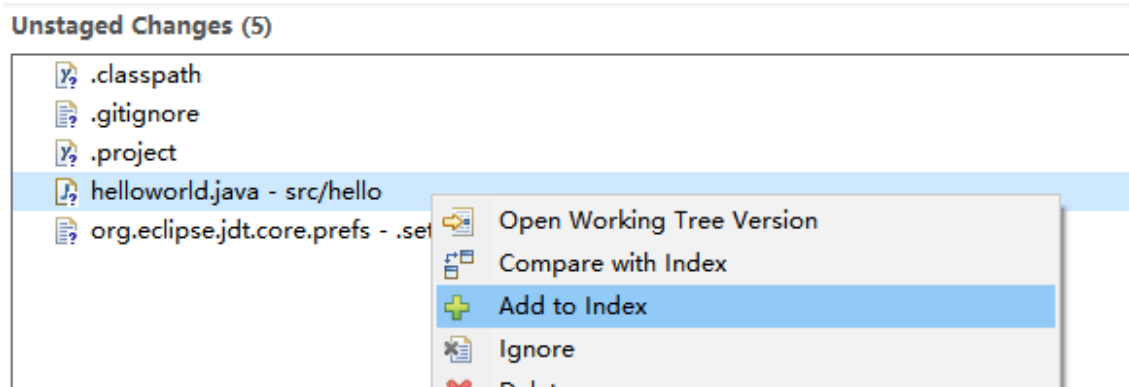 Unstaged Changes (5)
.classpath
.gitignore
.project
helloworld.java - src/hello
org.eclipse.jdt.core.prefs - .set
Open Working Tree Version
Compare with Index
Add to Index
Ignore